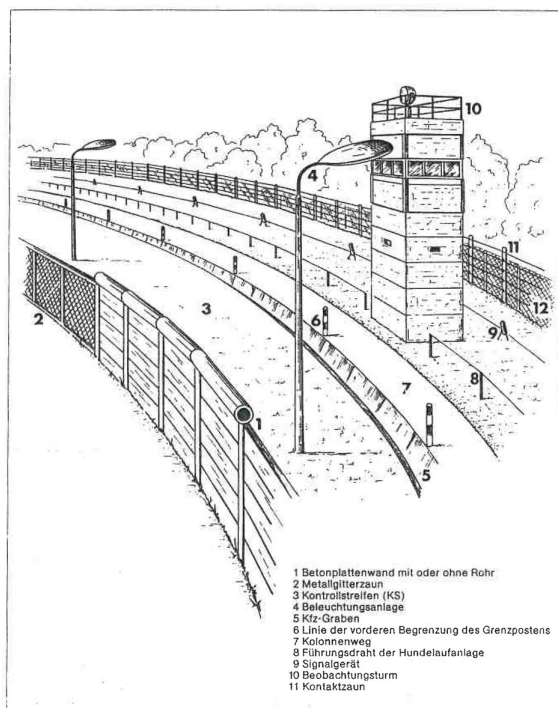 10
4
11
12
2
3
6
9
7
8
1
5
1 Betonplattenwand mit oder ohne Rohr
2 Metallgitterzaun
3 Kontrollstreifen (KS)
4 Beleuchtungsanlage
5 Kfz-Graben
6 Linie der vorderen Begrenzung des Grenzpostens
7 Kolonnenweg
8 Führungsdraht der Hundelaufanlage
9 Signalgerät
10 Beobachtungsturm
11 Kontaktzaun